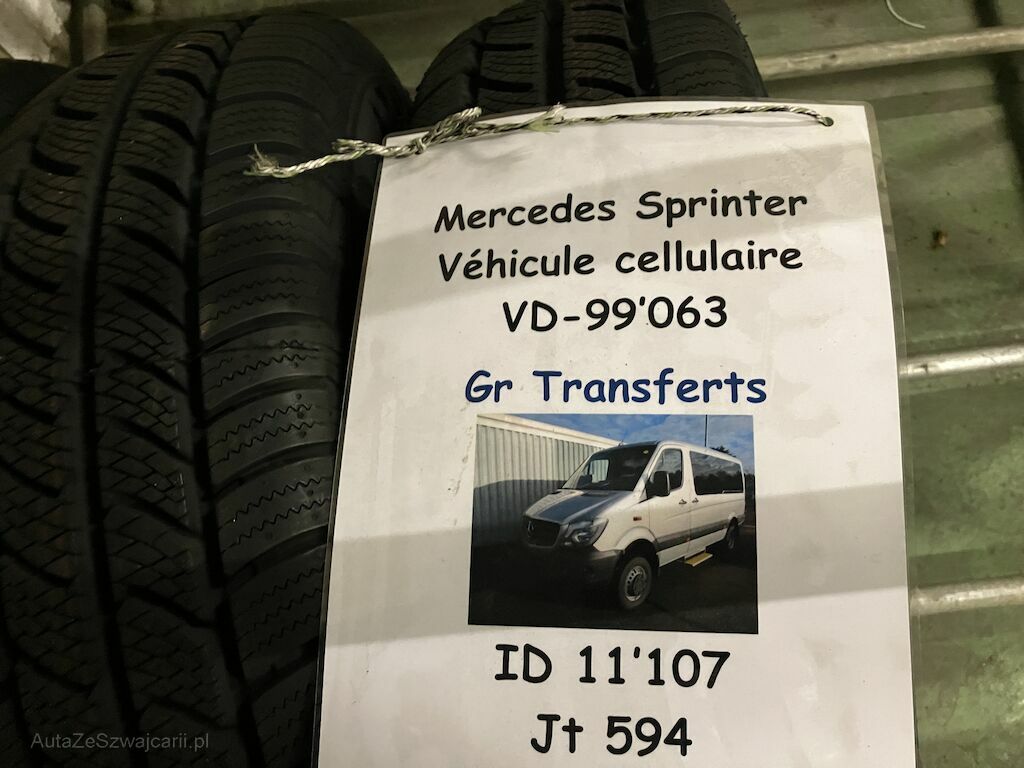 Mercedes Sprinter
Véhicule cellulaire
VD-99'063
Gr Transferts
ID 11'107
Jt 594
AutaZeSzwajcarii.pl